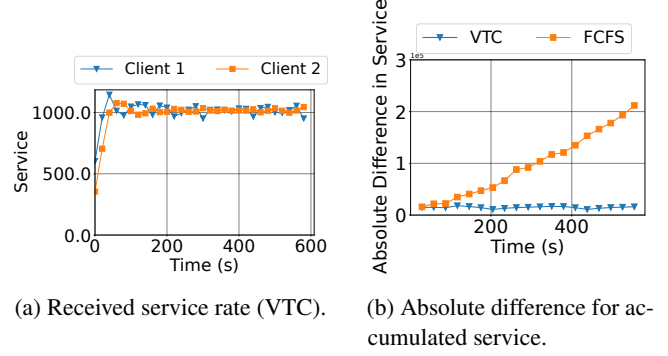 Client 1 Client 2
1000.0
500.0
0.0
Service
0 200 400 600
Time (s)
(a) Received service rate (VTC).
VTC FCFS
1e5
3
2
1
0
Absolute Difference in Service
200 400
Time (s)
(b) Absolute difference for ac-
cumulated service.